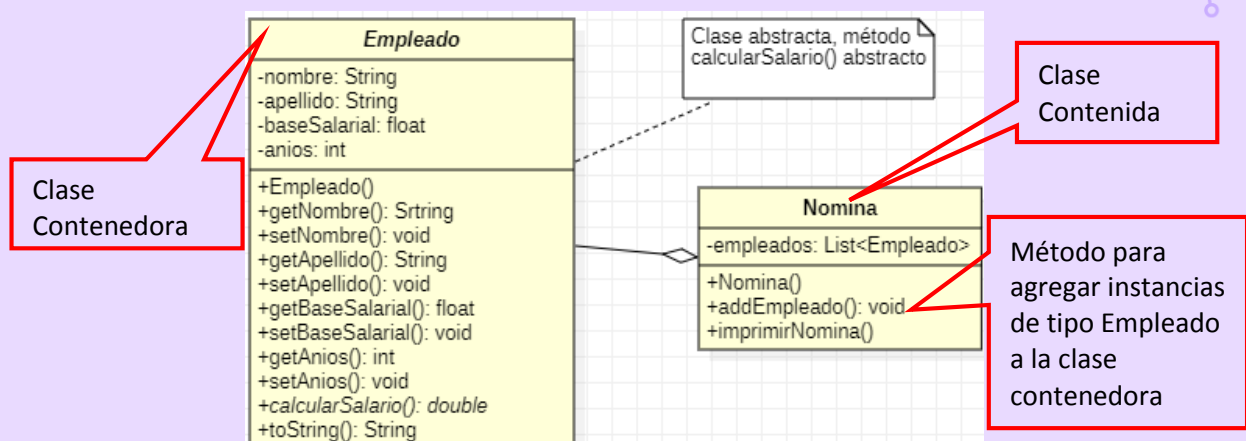 Empleado
-nombre: String
-apellido: String
-baseSalarial: float
-anios: int
+Empleado()
+getNombre(): Srtring
+setNombre(): void
+getApellido(): String
+setApellido(): void
+getBaseSalarial(): float
+setBaseSalarial(): void
+getAnios(): int
+setAnios(): void
+calcularSalario(): double
+toString(): String
Clase
Contenedora
Clase abstracta, método
calcularSalario() abstracto
Clase
Contenida
Nomina
-empleados: List<Empleado>
+Nomina()
+addEmpleado(): void
+imprimirNomina()
Método para
agregar instancias
de tipo Empleado
a la clase
contenedora